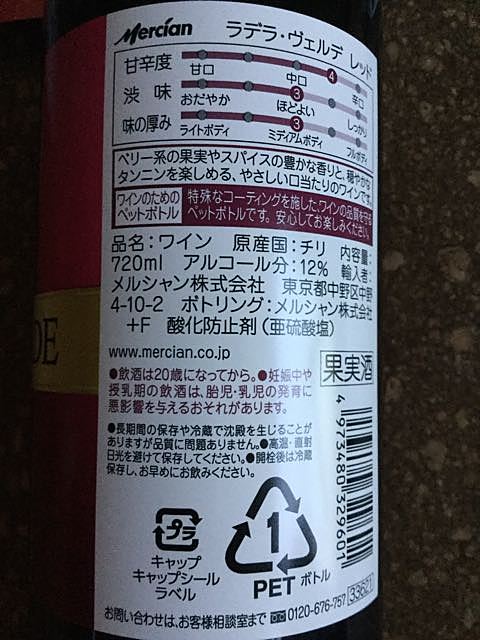 Mercian ラデラ・ヴェルデ レッド
甘辛度 4
甘口 中口 辛口
渋味 3
おだやか ほどよい しっかり
味の厚み 3
ライトボディ ミディアムボディ フルボディ
ベリー系の果実やスパイスの豊かな香りと、穏やかな
タンニンを楽しめる、やさしい口当たりのワインです。
ワインのための
ペットボトル
特殊なコーティングを施した、ワインの品質を守る
ペットボトルです。安心してお楽しみください。
品名:ワイン 原産国:チリ 内容量:
720ml アルコール分:12% 輸入者:
メルシャン株式会社 東京都中野区中野
4-10-2 ボトリング:メルシャン株式会社
+F 酸化防止剤(亜硫酸塩)
www.mercian.co.jp
果実酒
●飲酒は20歳になってから。●妊娠中や
授乳期の飲酒は、胎児・乳児の発育に
悪影響を与えるおそれがあります。
●長期間の保存や冷蔵で沈殿を生じることが
ありますが品質に問題ありません。●高温・直射
日光を避けて保存してください。●開栓後は冷蔵
保存し、お早めにお飲みください。
4 973480 329601
プラ
キャップ
キャップシール
ラベル
1
PET ボトル
33621
お問い合わせは、お客様相談室まで 0120-676-757
DE